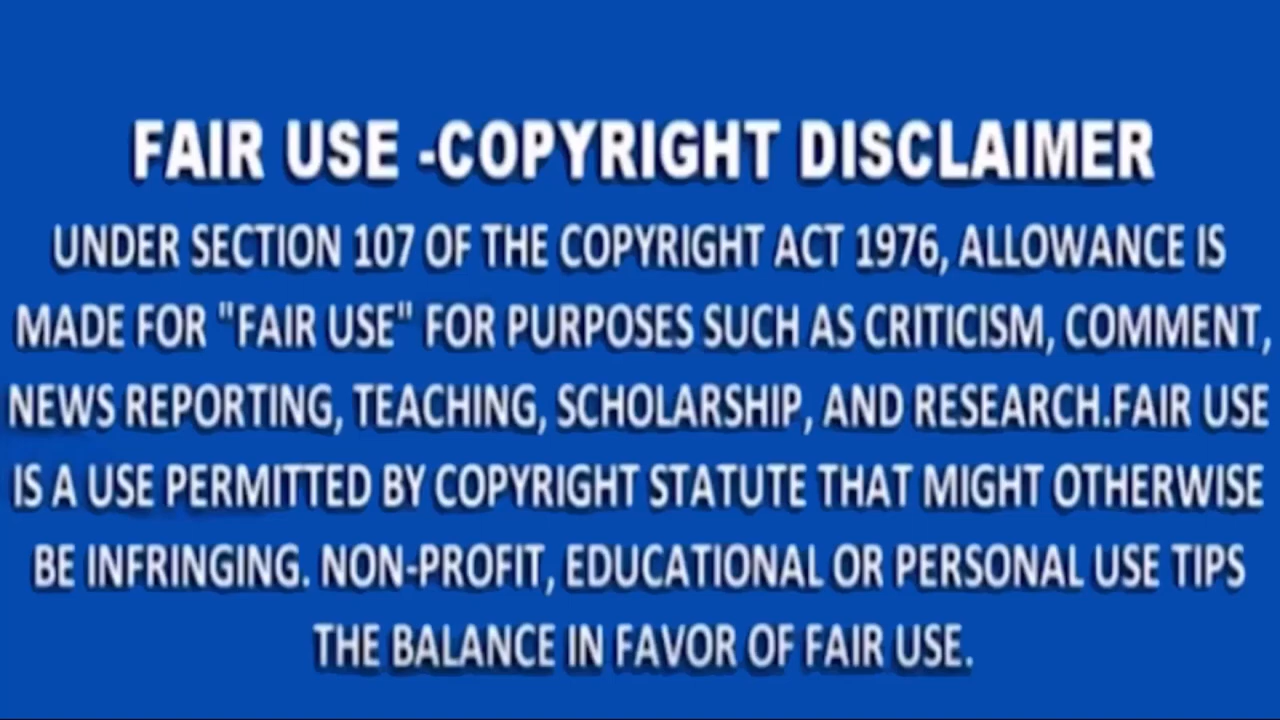 FAIR USE -COPYRIGHT DISCLAIMER
UNDER SECTION 107 OF THE COPYRIGHT ACT 1976, ALLOWANCE IS
MADE FOR "FAIR USE" FOR PURPOSES SUCH AS CRITICISM, COMMENT,
NEWS REPORTING, TEACHING, SCHOLARSHIP, AND RESEARCH.FAIR USE
IS A USE PERMITTED BY COPYRIGHT STATUTE THAT MIGHT OTHERWISE
BE INFRINGING. NON-PROFIT, EDUCATIONAL OR PERSONAL USE TIPS
THE BALANCE IN FAVOR OF FAIR USE.